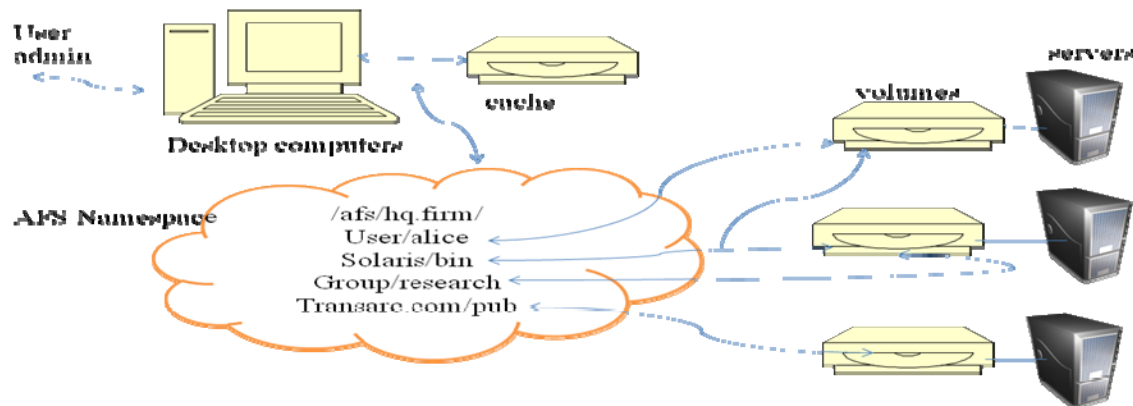 User
admin
servers
cache
volumes
Desktop computers
AFS Namespace
/afs/hq.firm/
User/alice
Solaris/bin
Group/research
Transarc.com/pub